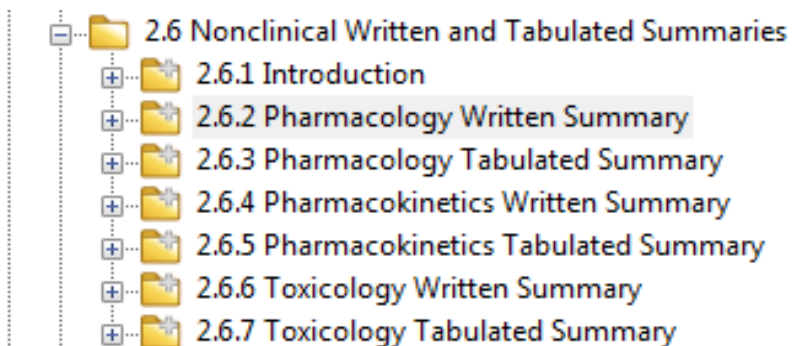 2.6 Nonclinical Written and Tabulated Summaries
2.6.1 Introduction
2.6.2 Pharmacology Written Summary
2.6.3 Pharmacology Tabulated Summary
2.6.4 Pharmacokinetics Written Summary
2.6.5 Pharmacokinetics Tabulated Summary
2.6.6 Toxicology Written Summary
2.6.7 Toxicology Tabulated Summary